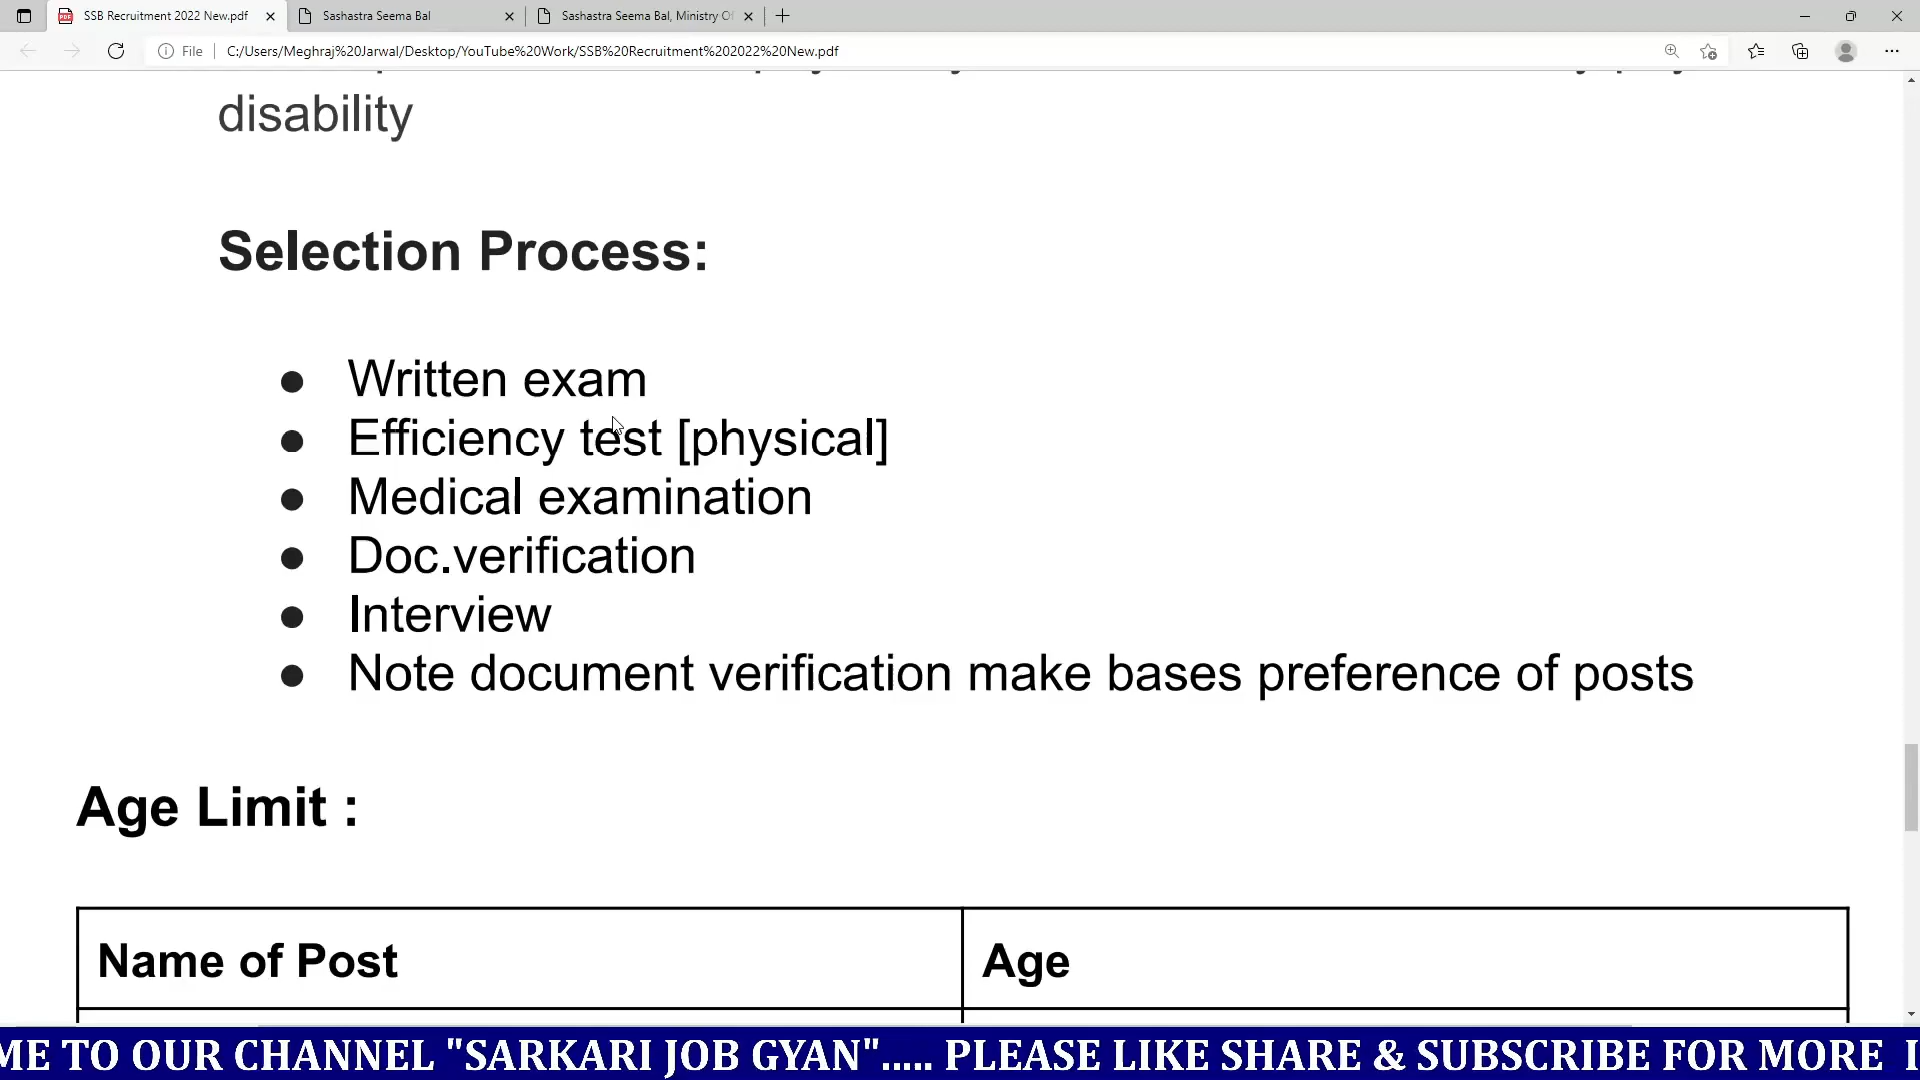 SSB Recruitment 2022 New.pdf
Sashastra Seema Bal
Sashastra Seema Bal, Ministry Of
File
C:/Users/Meghraj%20Jarwal/Desktop/YouTube%20Work/SSB%20Recruitment%202022%20New.pdf
disability
Selection Process:
● Written exam
● Efficiency test [physical]
● Medical examination
● Doc.verification
● Interview
● Note document verification make bases preference of posts
Age Limit :
Name of Post
Age
ME TO OUR CHANNEL "SARKARI JOB GYAN"..... PLEASE LIKE SHARE & SUBSCRIBE FOR MORE